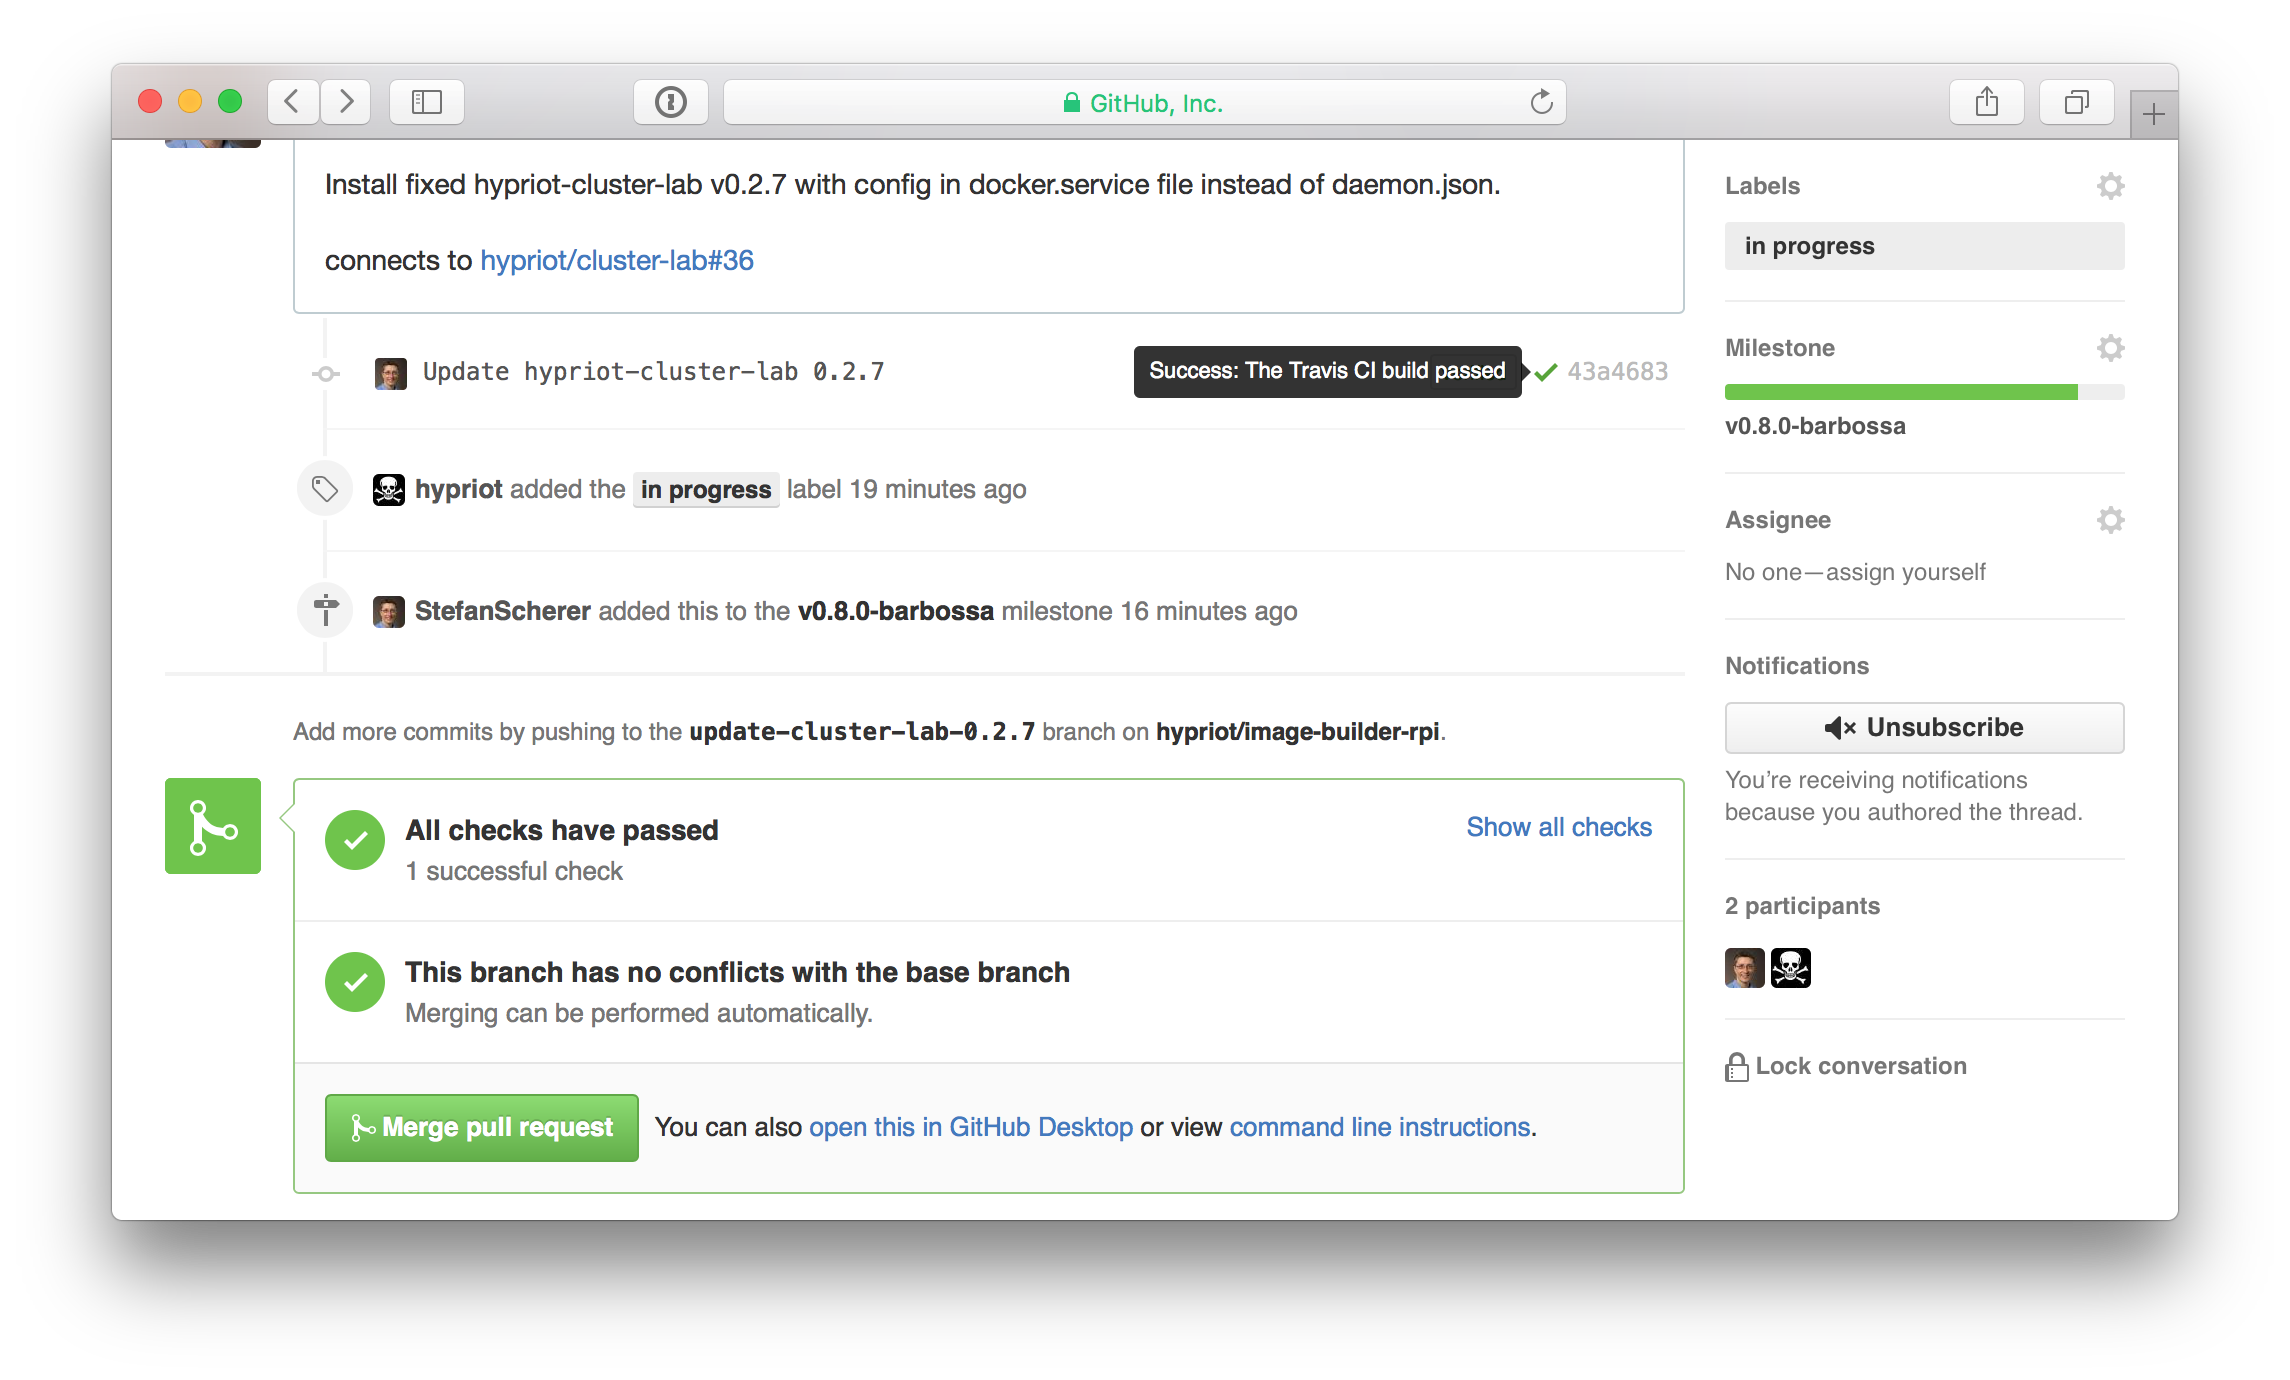 GitHub, Inc.
Install fixed hypriot-cluster-lab v0.2.7 with config in docker.service file instead of daemon.json.
connects to hypriot/cluster-lab#36
Update hypriot-cluster-lab 0.2.7
Success: The Travis CI build passed
43a4683
hypriot added the in progress label 19 minutes ago
StefanScherer added this to the v0.8.0-barbossa milestone 16 minutes ago
Add more commits by pushing to the update-cluster-lab-0.2.7 branch on hypriot/image-builder-rpi.
All checks have passed
1 successful check
Show all checks
This branch has no conflicts with the base branch
Merging can be performed automatically.
Merge pull request
You can also open this in GitHub Desktop or view command line instructions.
Labels
in progress
Milestone
v0.8.0-barbossa
Assignee
No one—assign yourself
Notifications
Unsubscribe
You’re receiving notifications
because you authored the thread.
2 participants
Lock conversation